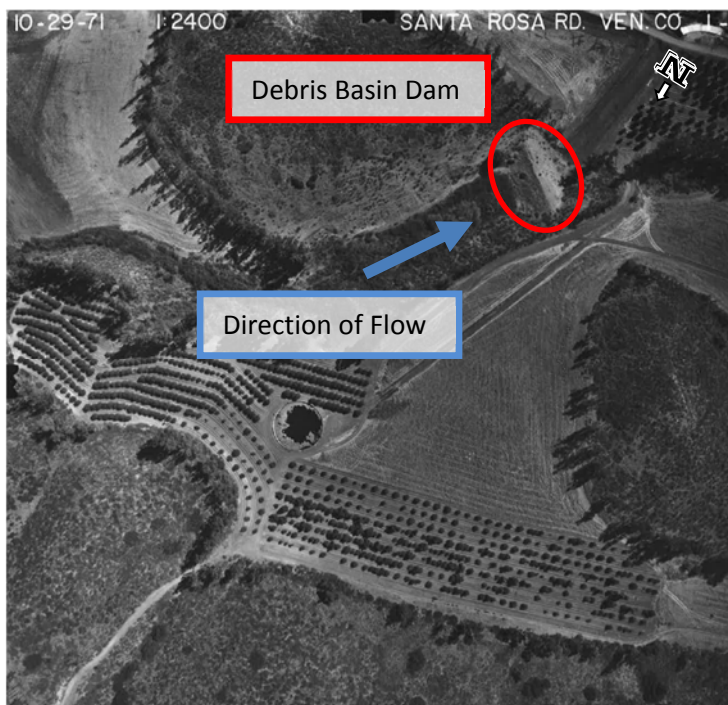 10-29-71 1:2400 SANTA ROSA RD. VEN. CO. L-
N
Debris Basin Dam
Direction of Flow